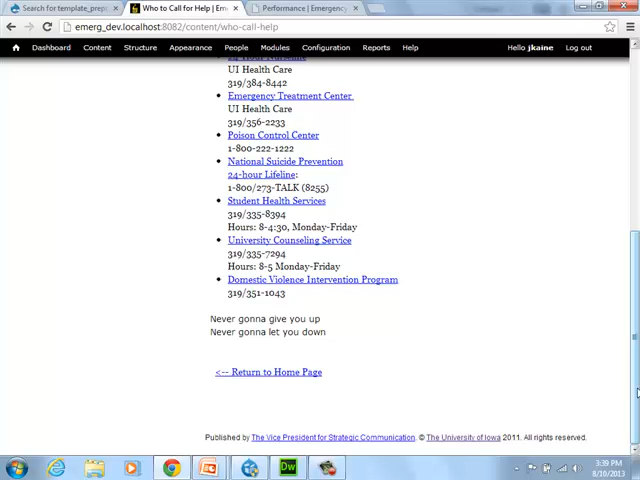 Search for template_prep
Who to Call for Help | Em
Performance | Emergency
emerg_dev.localhost:8082/content/who-call-help
Dashboard Content Structure Appearance People Modules Configuration Reports Help Hello jkaine Log out
UI Health Care
319/384-8442
Emergency Treatment Center
UI Health Care
319/356-2233
Poison Control Center
1-800-222-1222
National Suicide Prevention
24-hour Lifeline:
1-800/273-TALK (8255)
Student Health Services
319/335-8394
Hours: 8-4:30, Monday-Friday
University Counseling Service
319/335-7294
Hours: 8-5 Monday-Friday
Domestic Violence Intervention Program
319/351-1043
Never gonna give you up
Never gonna let you down
<-- Return to Home Page
Published by The Vice President for Strategic Communication. © The University of Iowa 2011. All rights reserved.
Dw
3:39 PM
8/10/2013